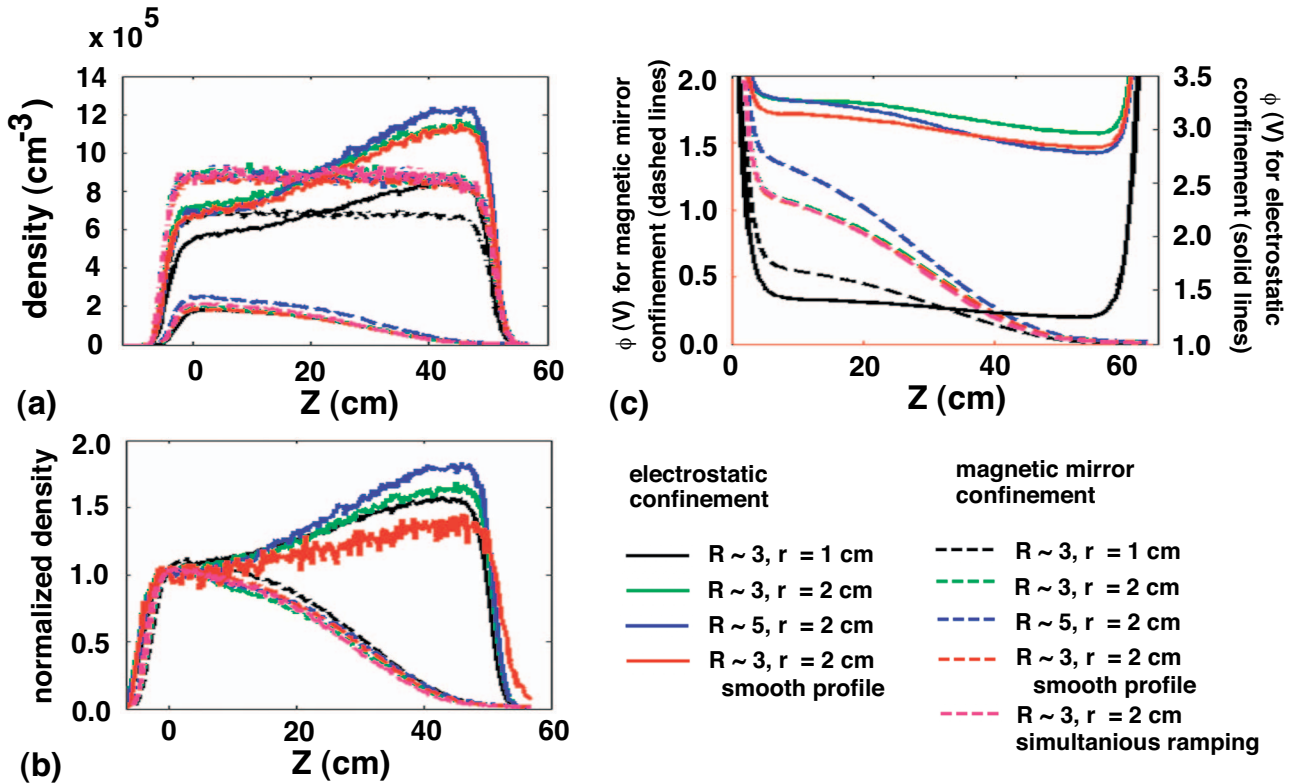 x 10^5
14
12
10
8
6
4
2
0
density (cm^-3)
0
20
40
60
Z (cm)
(a)
2.0
1.5
1.0
0.5
0.0
φ (V) for magnetic mirror
confinement (dashed lines)
3.5
3.0
2.5
2.0
1.5
1.0
φ (V) for electrostatic
confinement (solid lines)
0
20
40
60
Z (cm)
(c)
2.0
1.5
1.0
0.5
0.0
normalized density
0
20
40
60
Z (cm)
(b)
electrostatic
confinement
R ~ 3, r = 1 cm
R ~ 3, r = 2 cm
R ~ 5, r = 2 cm
R ~ 3, r = 2 cm
smooth profile
magnetic mirror
confinement
R ~ 3, r = 1 cm
R ~ 3, r = 2 cm
R ~ 5, r = 2 cm
R ~ 3, r = 2 cm
smooth profile
R ~ 3, r = 2 cm
simultanious ramping